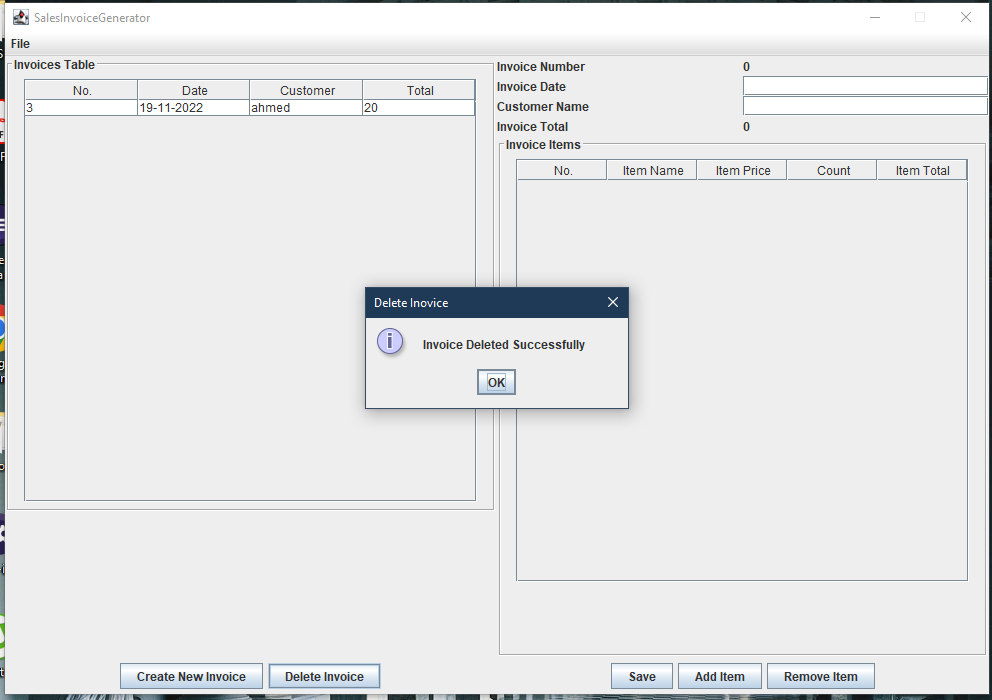 SalesInvoiceGenerator
File
Invoices Table
No. Date Customer Total
3 19-11-2022 ahmed 20
Invoice Number 0
Invoice Date
Customer Name
Invoice Total 0
Invoice Items
No. Item Name Item Price Count Item Total
Delete Inovice
Invoice Deleted Successfully
OK
Create New Invoice Delete Invoice
Save Add Item Remove Item